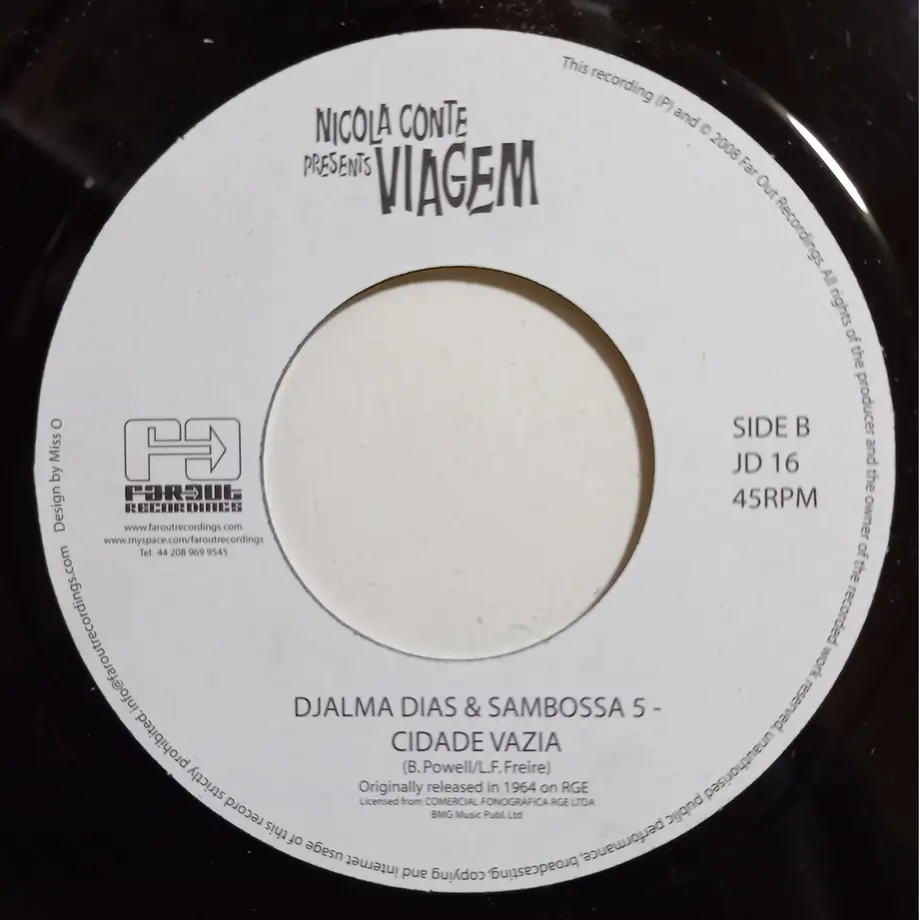 NICOLA CONTE
PRESENTS VIAGEM
This recording (P) and © 2008 Far Out Recordings. All rights of the producer and the owner of the recorded work reserved, unauthorised public performance, broadcasting, copying and internet usage of this record strictly prohibited. info@faroutrecordings.com Design by Miss O
FAR OUT
RECORDINGS
www.faroutrecordings.com
www.myspace.com/faroutrecordings
Tel 44 208 969 9545
SIDE B
JD 16
45RPM
DJALMA DIAS & SAMBOSSA 5 -
CIDADE VAZIA
(B. Powell/L.F. Freire)
Originally released in 1964 on RGE
Licensed from COMERCIAL FONOGRAFICA RGE LTDA
BMG Music Publ. Ltd